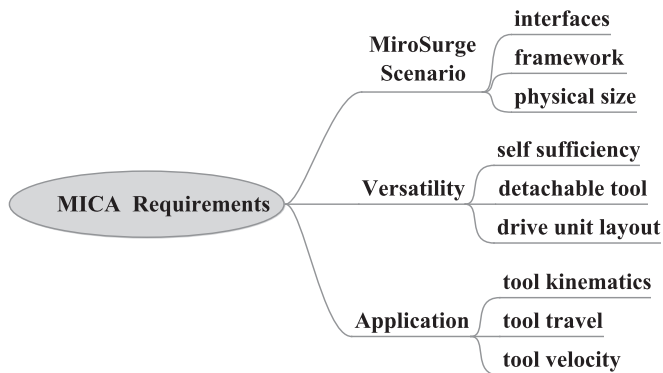 MICA Requirements
MiroSurge
Scenario
interfaces
framework
physical size
Versatility
self sufficiency
detachable tool
drive unit layout
Application
tool kinematics
tool travel
tool velocity